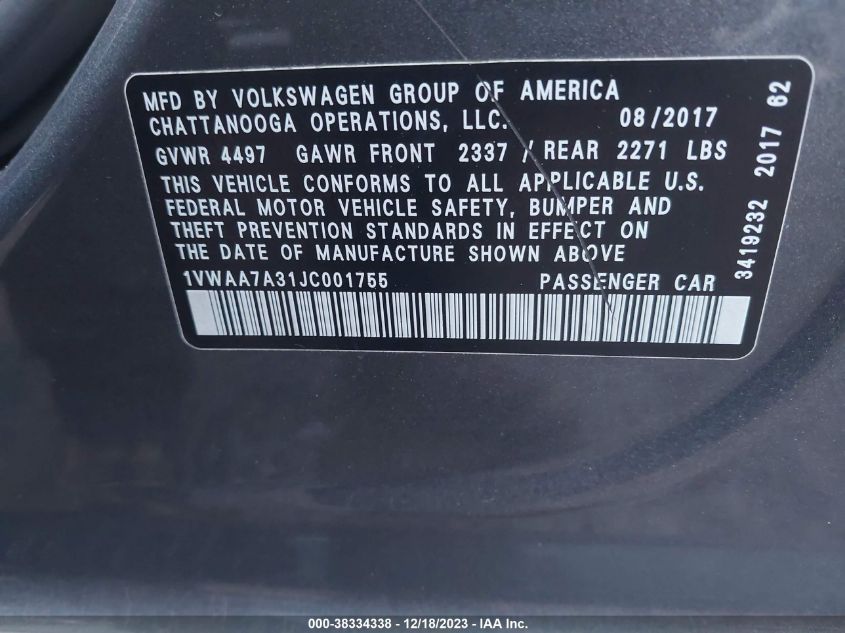 MFD BY VOLKSWAGEN GROUP OF AMERICA
CHATTANOOGA OPERATIONS, LLC. 08/2017
GVWR 4497 GAWR FRONT 2337 / REAR 2271 LBS
THIS VEHICLE CONFORMS TO ALL APPLICABLE U.S.
FEDERAL MOTOR VEHICLE SAFETY, BUMPER AND
THEFT PREVENTION STANDARDS IN EFFECT ON
THE DATE OF MANUFACTURE SHOWN ABOVE
1VWAA7A31JC001755 PASSENGER CAR
3419232 2017 62
000-38334338 - 12/18/2023 - IAA Inc.